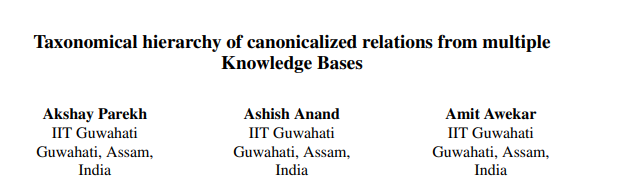 Taxonomical hierarchy of canonicalized relations from multiple
Knowledge Bases
Akshay Parekh
IIT Guwahati
Guwahati, Assam,
India
Ashish Anand
IIT Guwahati
Guwahati, Assam,
India
Amit Awekar
IIT Guwahati
Guwahati, Assam,
India